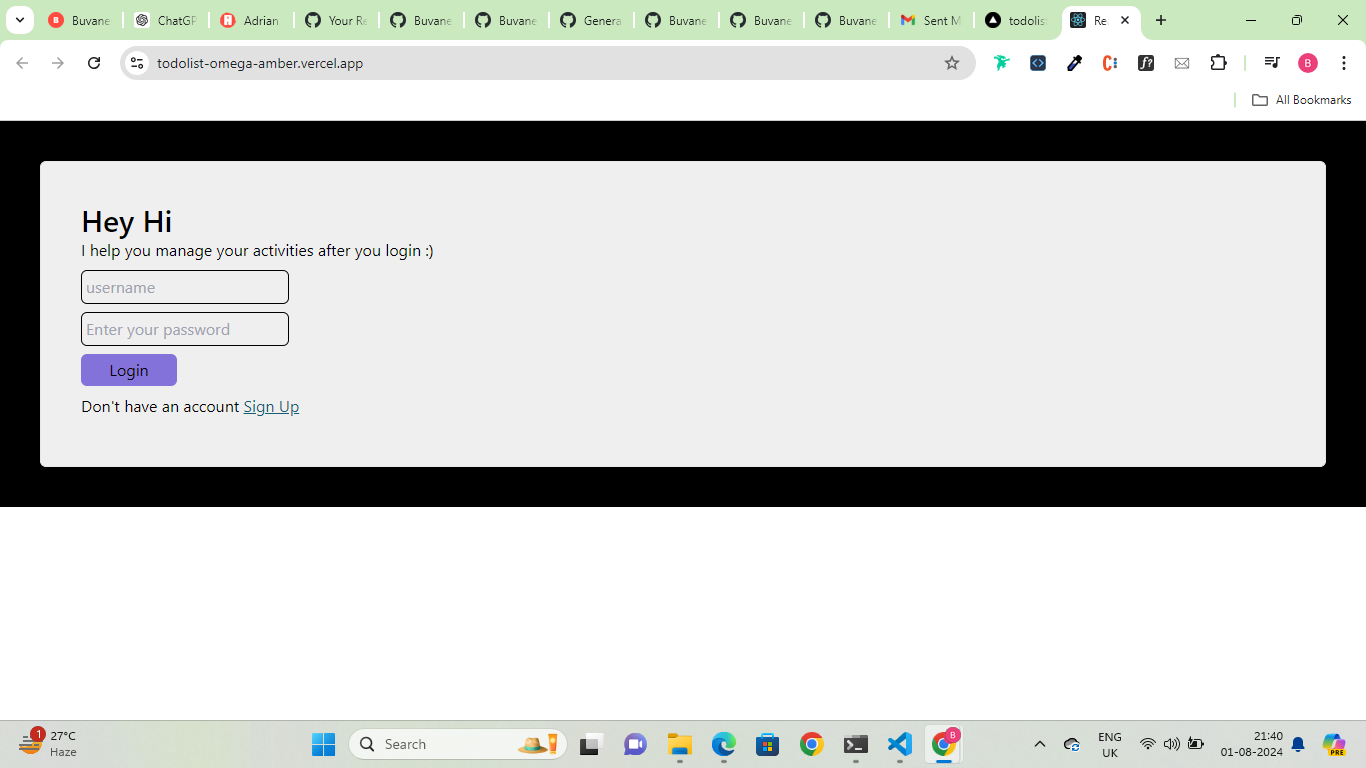 Buvane
ChatGP
Adrian
Your Re
Buvane
Buvane
Genera
Buvane
Buvane
Buvane
Sent M
todolis
Re
todolist-omega-amber.vercel.app
f?
B
All Bookmarks
Hey Hi
I help you manage your activities after you login :)
username
Enter your password
Login
Don't have an account Sign Up
1
27°C
Haze
Search
B
ENG
UK
21:40
01-08-2024
PRE